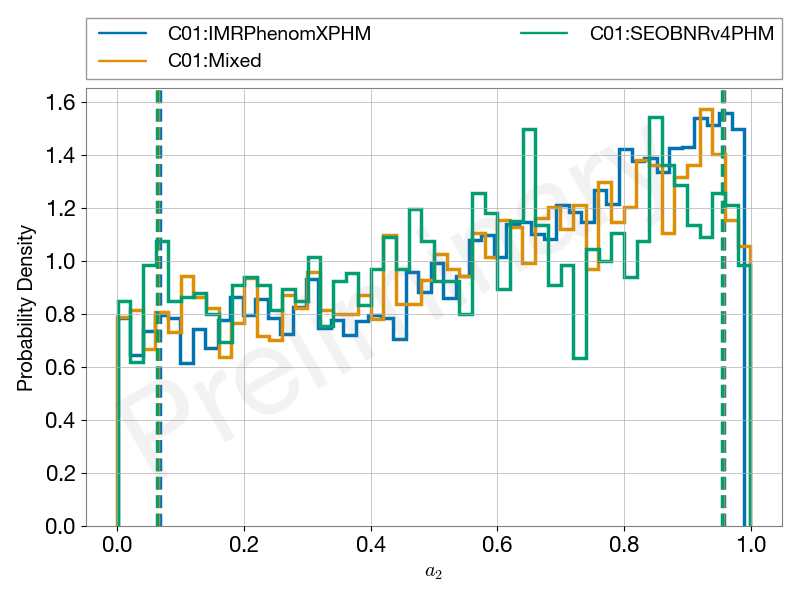 C01:IMRPhenomXPHM C01:SEOBNRv4PHM
C01:Mixed
Probability Density
1.6
1.4
1.2
1.0
0.8
0.6
0.4
0.2
0.0
Preliminary
0.0 0.2 0.4 0.6 0.8 1.0
a₂